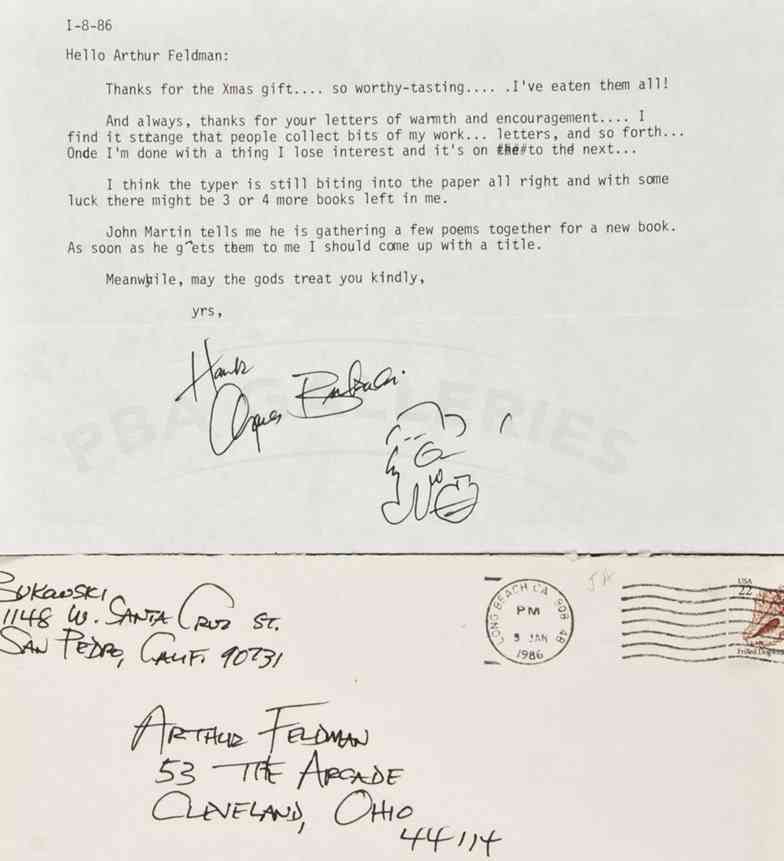 I-8-86
Hello Arthur Feldman:
Thanks for the Xmas gift.... so worthy-tasting.... .I've eaten them all!
And always, thanks for your letters of warmth and encouragement.... I
find it strange that people collect bits of my work... letters, and so forth...
Onde I'm done with a thing I lose interest and it's on the to the next...
I think the typer is still biting into the paper all right and with some
luck there might be 3 or 4 more books left in me.
John Martin tells me he is gathering a few poems together for a new book.
As soon as he g^ets them to me I should come up with a title.
Meanwhile, may the gods treat you kindly,
yrs,
Hank
Charles Bukowski
PBA GALLERIES
BUKOWSKI
1148 W. SANTA CRUZ ST.
SAN PEDRO, CALIF. 90731
LONG BEACH CA 908 48
PM
JAN
1986
USA
22
ARTHUR FELDMAN
53 THE ARCADE
CLEVELAND, OHIO
44114